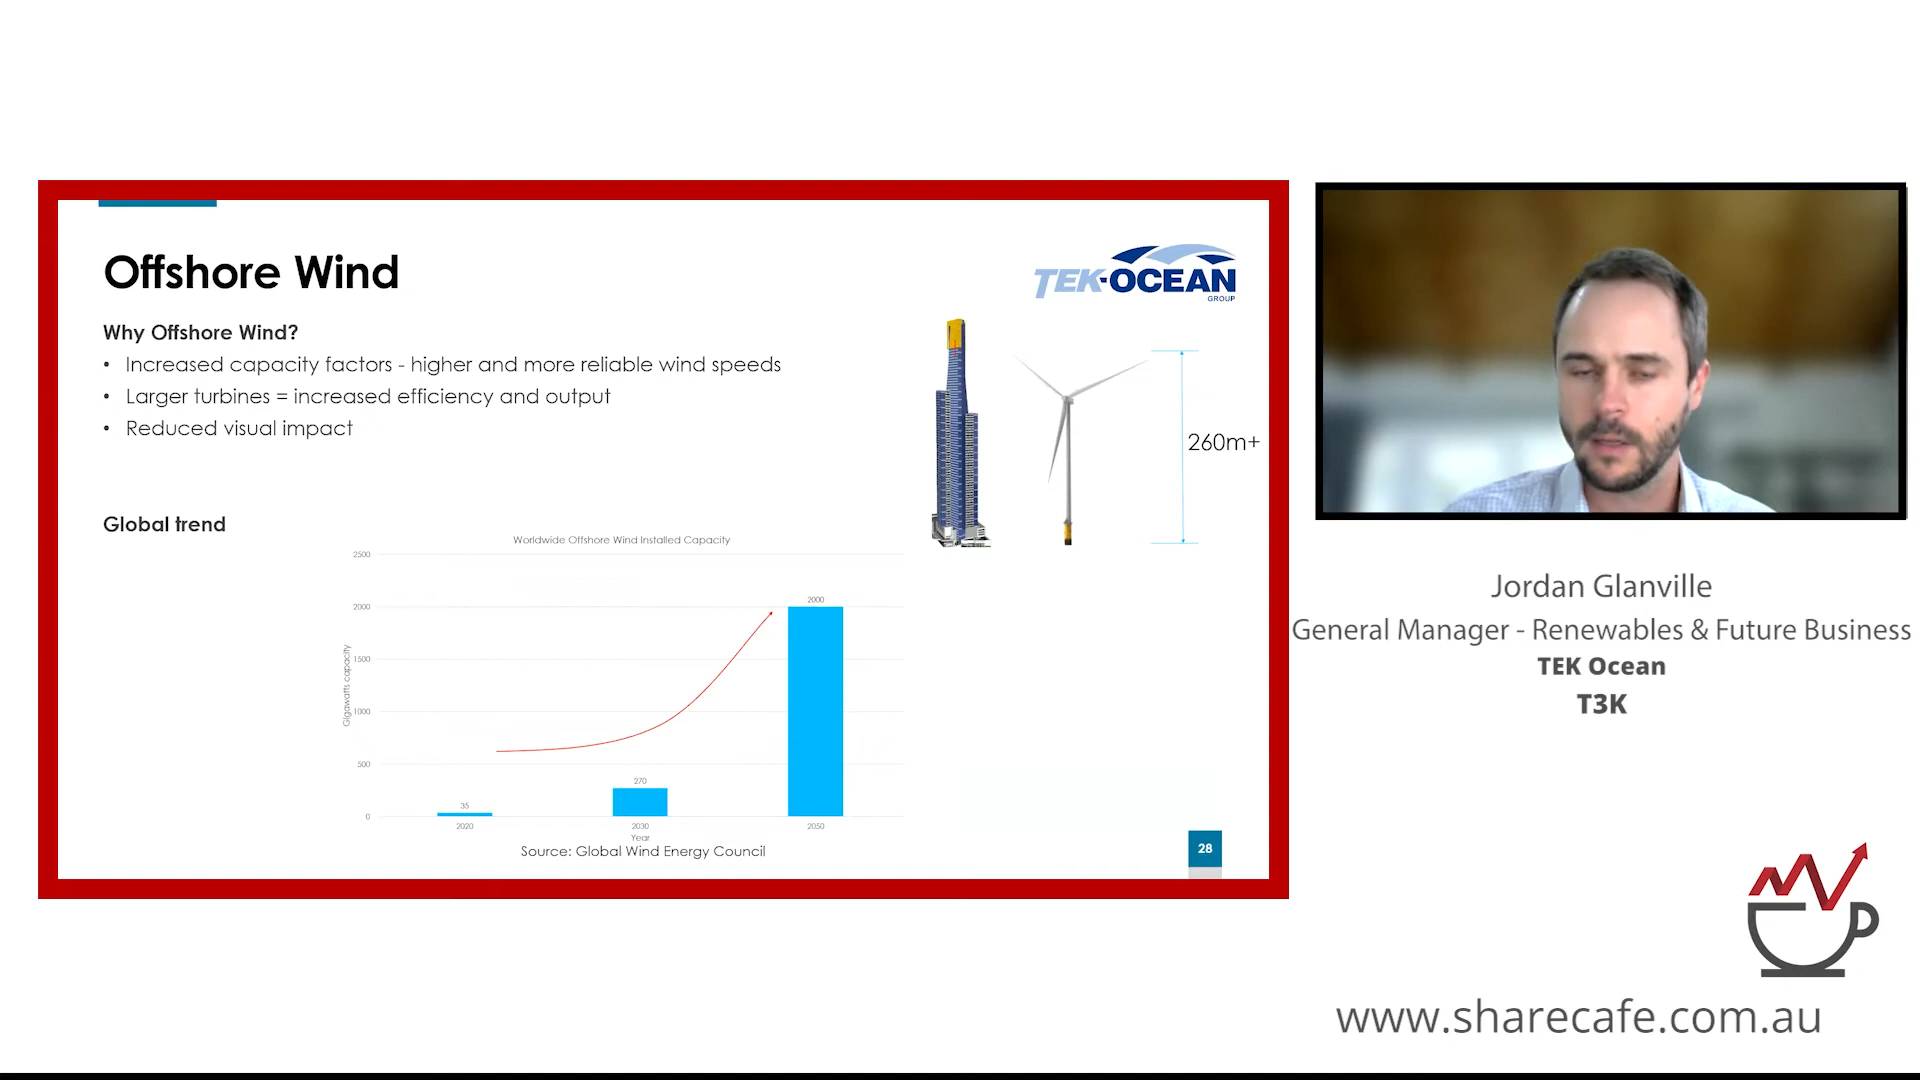 Offshore Wind
TEK-OCEAN
GROUP
Why Offshore Wind?
• Increased capacity factors - higher and more reliable wind speeds
• Larger turbines = increased efficiency and output
• Reduced visual impact
260m+
Global trend
Worldwide Offshore Wind Installed Capacity
2500
2000
1500
1000
500
0
Gigawatts capacity
35
270
2000
2020
2030
2050
Year
Source: Global Wind Energy Council
28
Jordan Glanville
General Manager - Renewables & Future Business
TEK Ocean
T3K
www.sharecafe.com.au